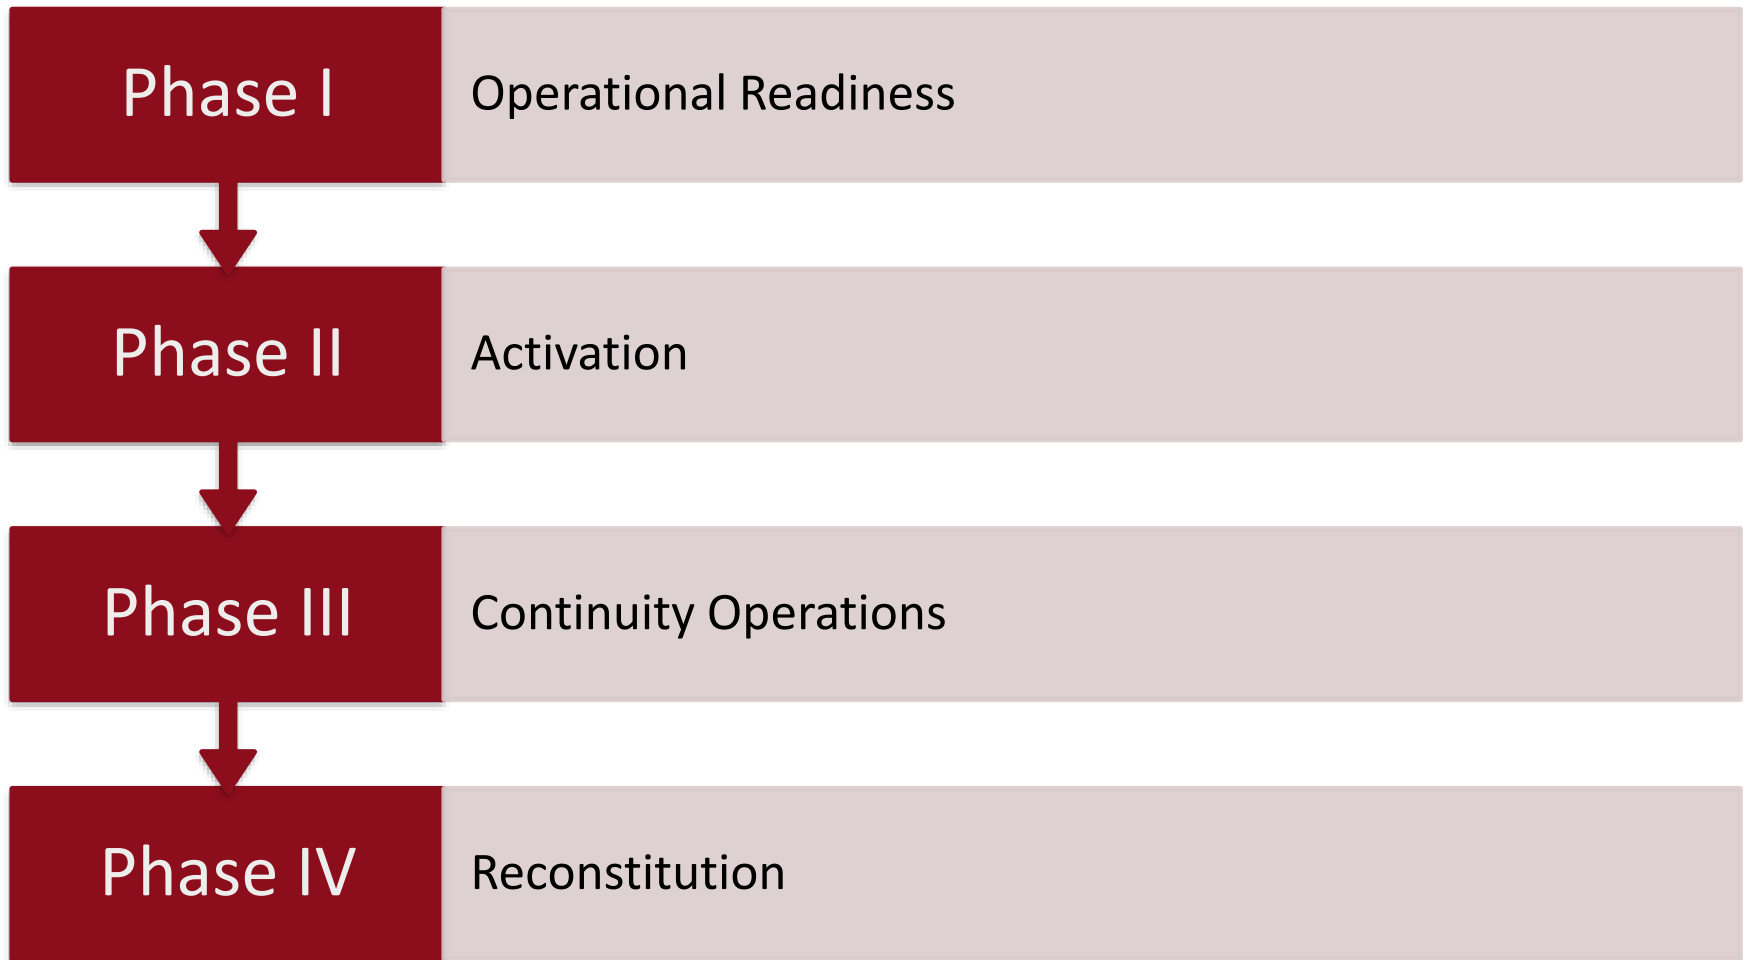 Phase I
Operational Readiness
Phase II
Activation
Phase III
Continuity Operations
Phase IV
Reconstitution